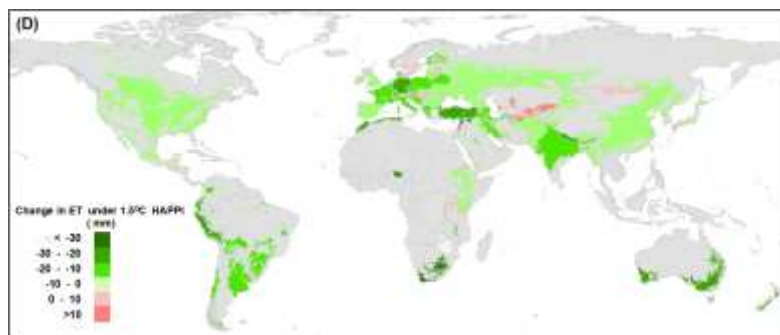 (D)
Change in ET under 1.5°C HAPPI
( mm)
< -30
-30 - -20
-20 - -10
-10 - 0
0 - 10
>10